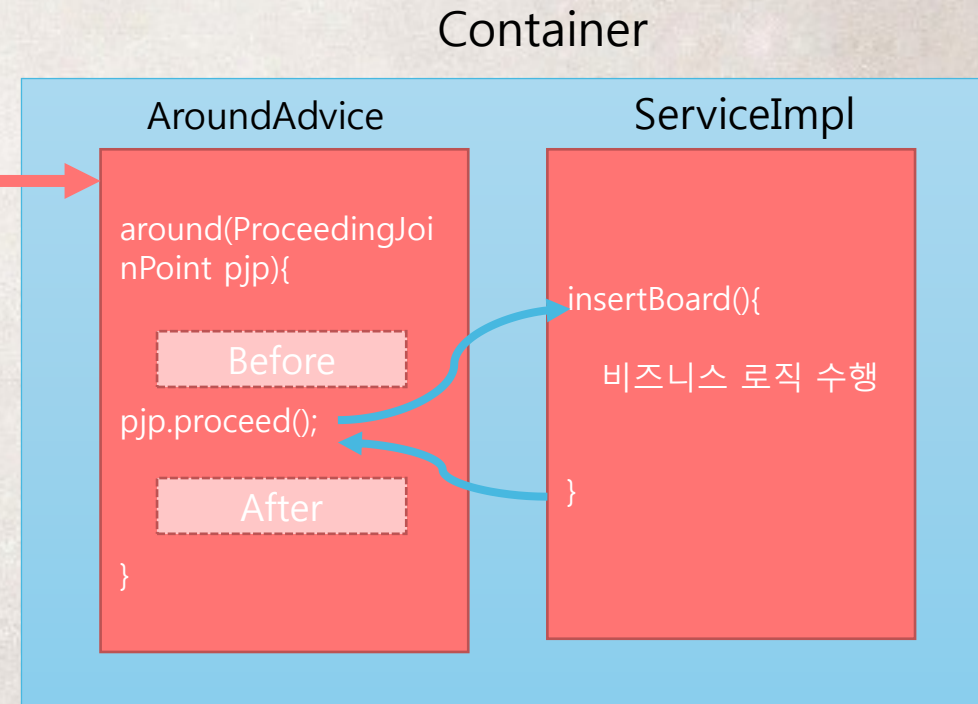 Container
AroundAdvice
around(ProceedingJoi
nPoint pjp){
Before
pjp.proceed();
After
}
ServiceImpl
insertBoard(){
비즈니스 로직 수행
}